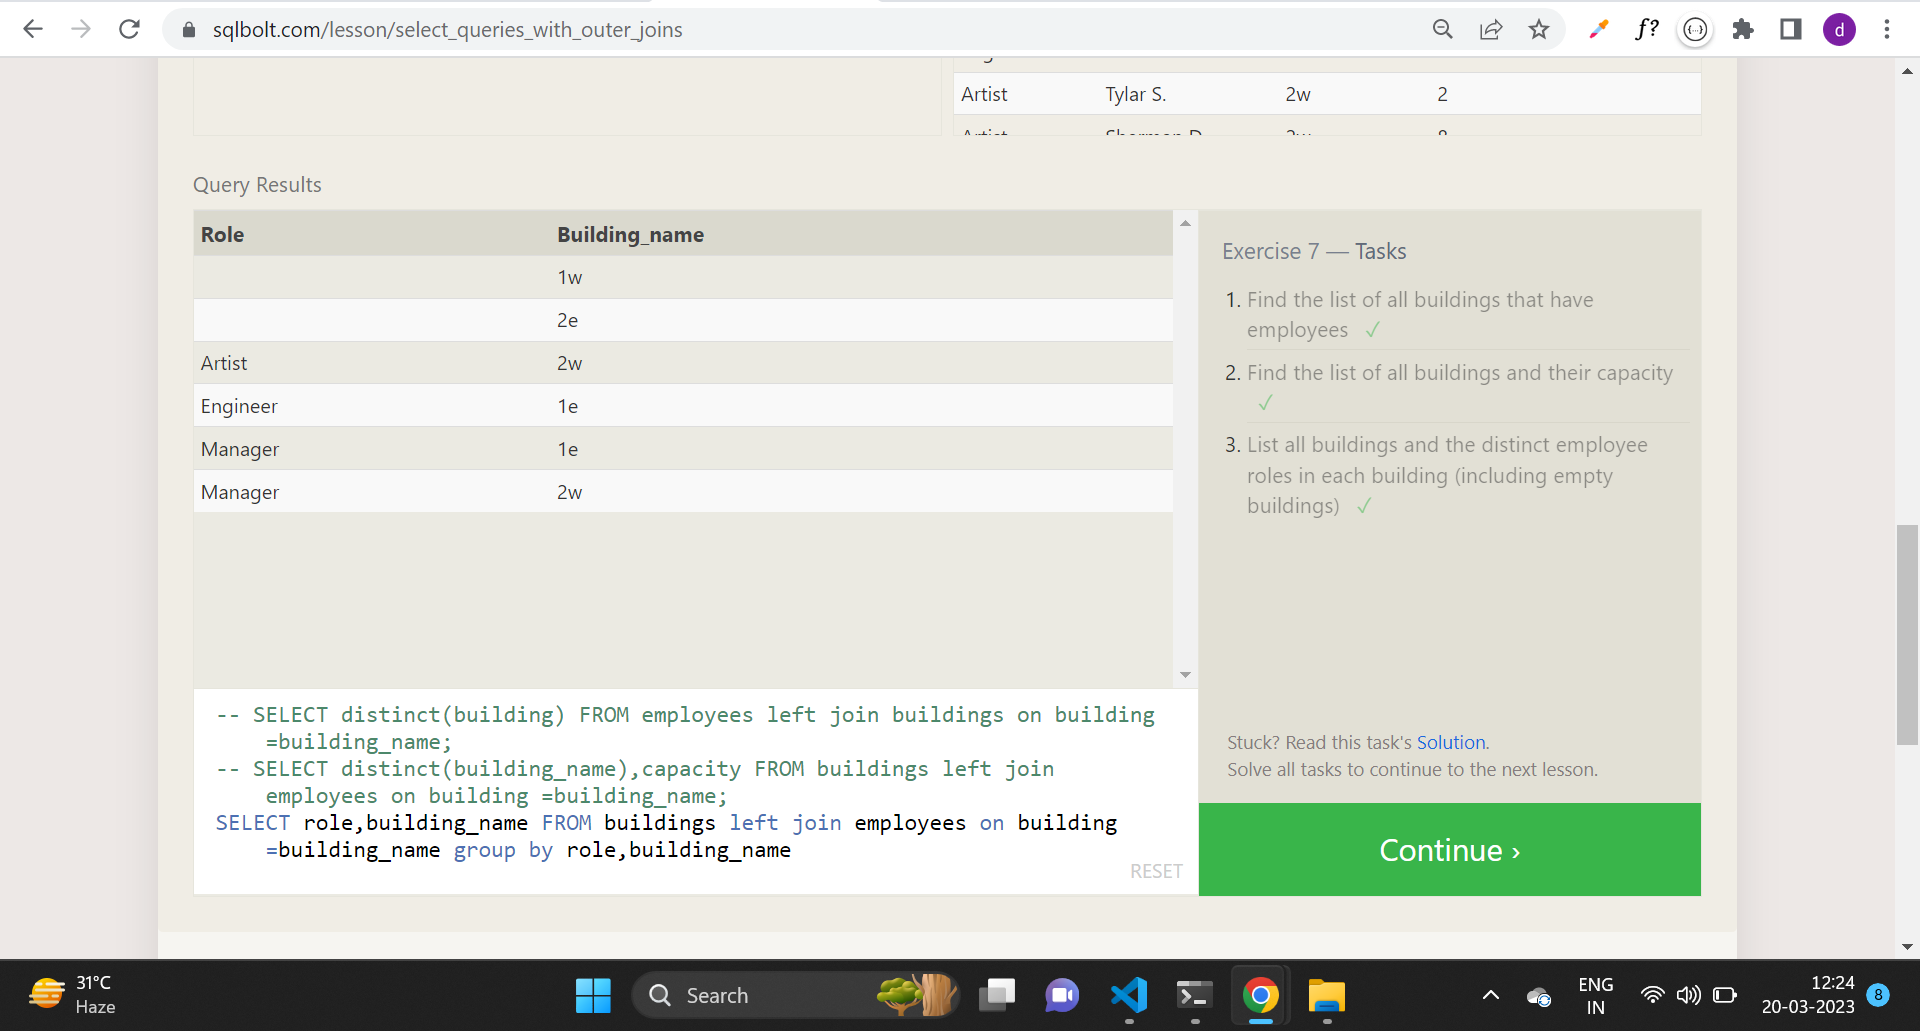 sqlbolt.com/lesson/select_queries_with_outer_joins
f?
{...}
d
Artist Tylar S. 2w 2
Artist Sherman D. 2w 8
Query Results
Role Building_name
1w
2e
Artist 2w
Engineer 1e
Manager 1e
Manager 2w
Exercise 7 — Tasks
1. Find the list of all buildings that have
employees ✓
2. Find the list of all buildings and their capacity
✓
3. List all buildings and the distinct employee
roles in each building (including empty
buildings) ✓
-- SELECT distinct(building) FROM employees left join buildings on building
=building_name;
-- SELECT distinct(building_name),capacity FROM buildings left join
employees on building =building_name;
SELECT role,building_name FROM buildings left join employees on building
=building_name group by role,building_name
RESET
Stuck? Read this task's Solution.
Solve all tasks to continue to the next lesson.
Continue ›
31°C
Haze
Search
ENG
IN
12:24
20-03-2023
8